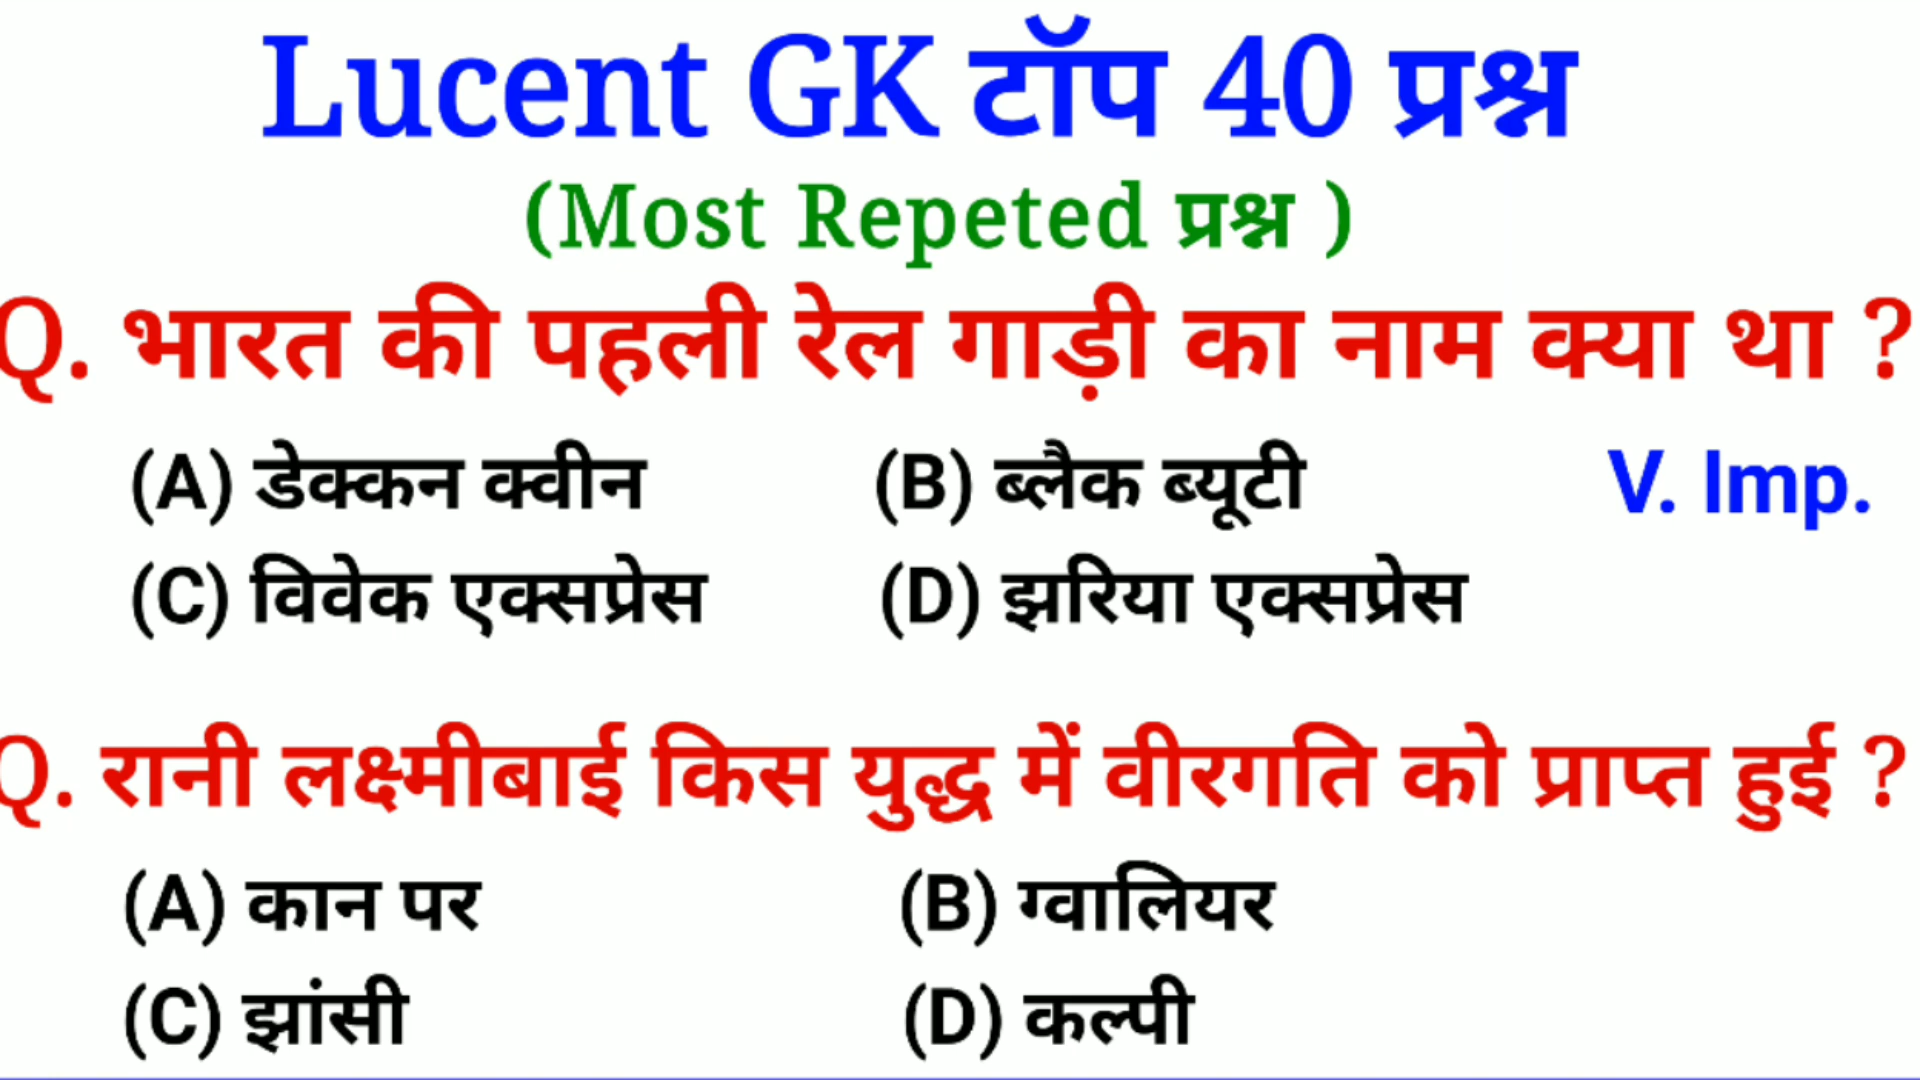 Lucent GK टॉप 40 प्रश्न
(Most Repeted प्रश्न )
Q. भारत की पहली रेल गाड़ी का नाम क्या था ?
(A) डेक्कन क्वीन (B) ब्लैक ब्यूटी V. Imp.
(C) विवेक एक्सप्रेस (D) झरिया एक्सप्रेस
Q. रानी लक्ष्मीबाई किस युद्ध में वीरगति को प्राप्त हुई ?
(A) कान पर (B) ग्वालियर
(C) झांसी (D) कल्पी